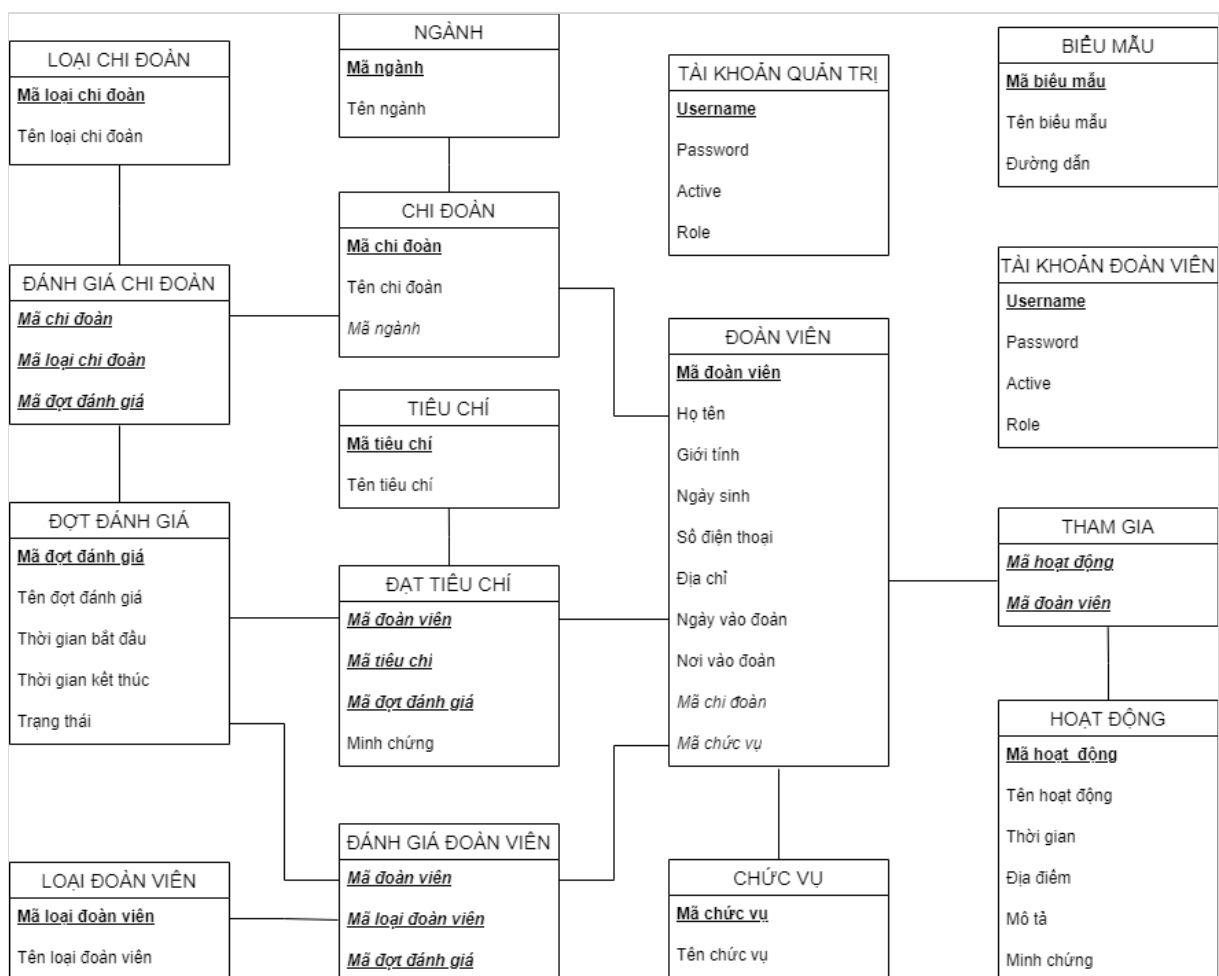 LOẠI CHI ĐOÀN
Mã loại chi đoàn
Tên loại chi đoàn
NGÀNH
Mã ngành
Tên ngành
TÀI KHOẢN QUẢN TRỊ
Username
Password
Active
Role
BIỂU MẪU
Mã biểu mẫu
Tên biểu mẫu
Đường dẫn
ĐÁNH GIÁ CHI ĐOÀN
Mã chi đoàn
Mã loại chi đoàn
Mã đợt đánh giá
CHI ĐOÀN
Mã chi đoàn
Tên chi đoàn
Mã ngành
TÀI KHOẢN ĐOÀN VIÊN
Username
Password
Active
Role
ĐOÀN VIÊN
Mã đoàn viên
Họ tên
Giới tính
Ngày sinh
Số điện thoại
Địa chỉ
Ngày vào đoàn
Nơi vào đoàn
Mã chi đoàn
Mã chức vụ
TIÊU CHÍ
Mã tiêu chí
Tên tiêu chí
ĐỢT ĐÁNH GIÁ
Mã đợt đánh giá
Tên đợt đánh giá
Thời gian bắt đầu
Thời gian kết thúc
Trạng thái
ĐẠT TIÊU CHÍ
Mã đoàn viên
Mã tiêu chi
Mã đợt đánh giá
Minh chứng
THAM GIA
Mã hoạt động
Mã đoàn viên
HOẠT ĐỘNG
Mã hoạt động
Tên hoạt động
Thời gian
Địa điểm
Mô tả
Minh chứng
ĐÁNH GIÁ ĐOÀN VIÊN
Mã đoàn viên
Mã loại đoàn viên
Mã đợt đánh giá
LOẠI ĐOÀN VIÊN
Mã loại đoàn viên
Tên loại đoàn viên
CHỨC VỤ
Mã chức vụ
Tên chức vụ